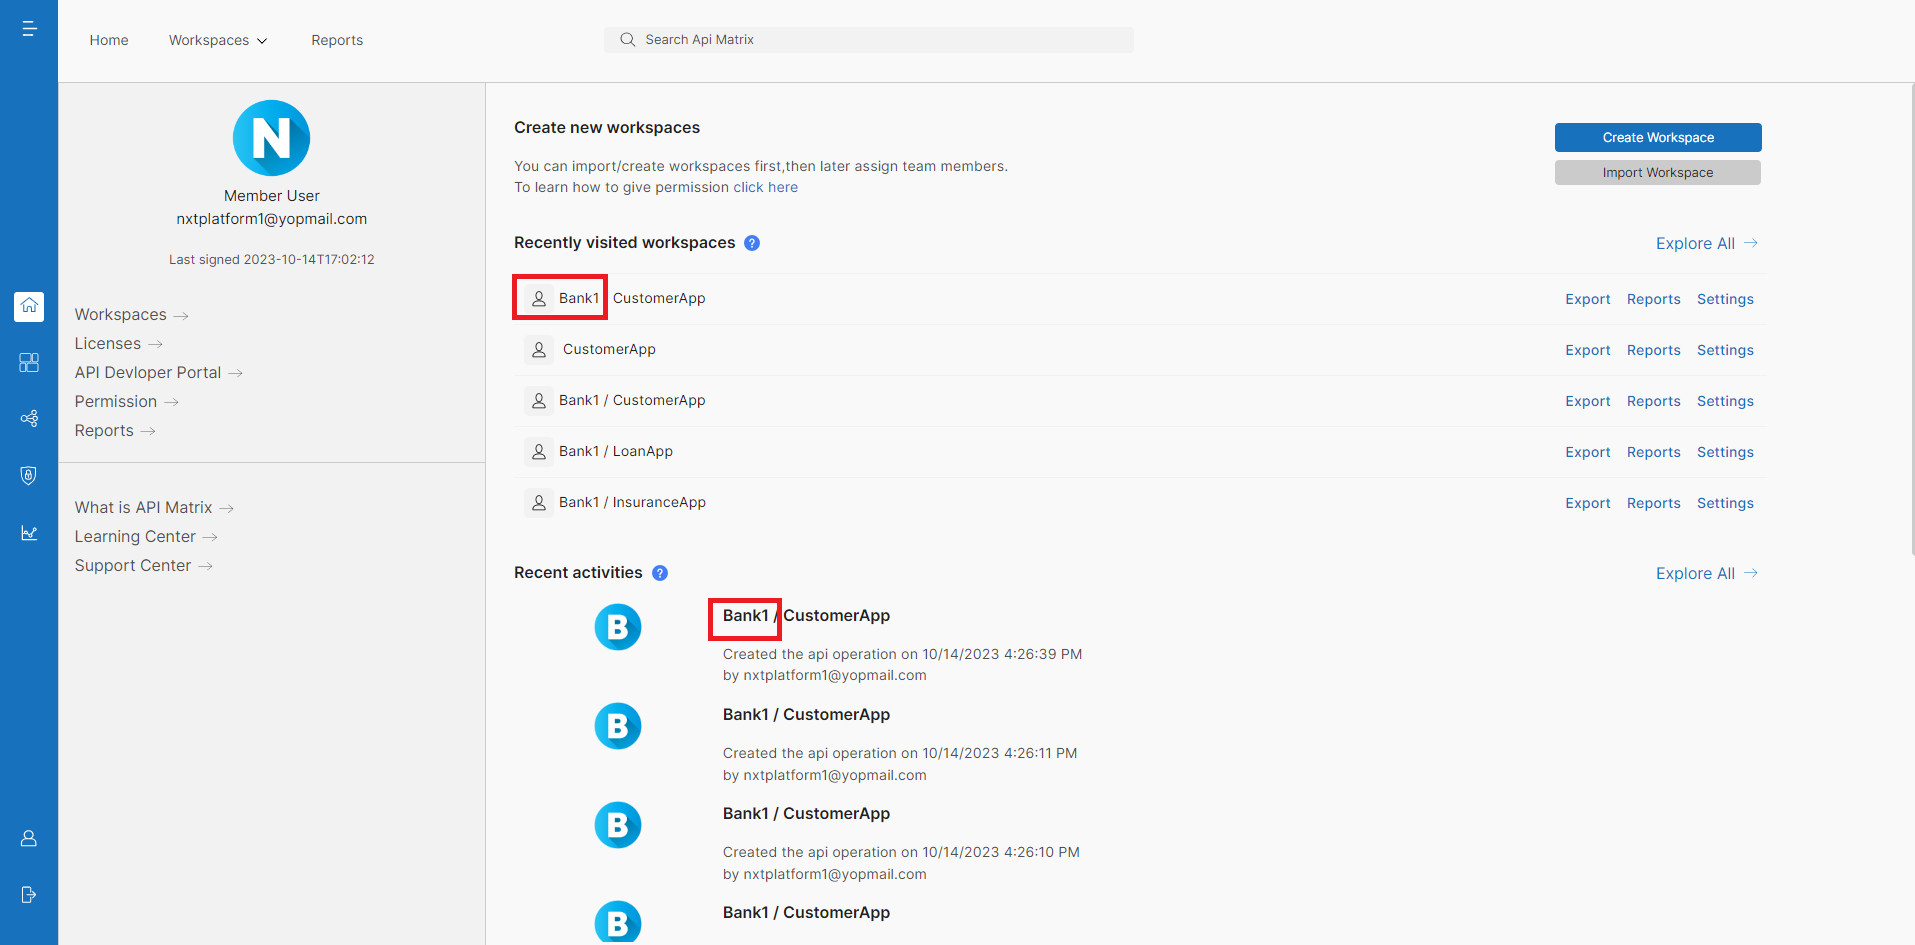 Home Workspaces Reports
Search Api Matrix
N
Member User
nxtplatform1@yopmail.com
Last signed 2023-10-14T17:02:12
Workspaces
Licenses
API Devloper Portal
Permission
Reports
What is API Matrix
Learning Center
Support Center
Create new workspaces
Create Workspace
You can import/create workspaces first,then later assign team members.
Import Workspace
To learn how to give permission click here
Recently visited workspaces ? Explore All
Bank1 / CustomerApp Export Reports Settings
CustomerApp Export Reports Settings
Bank1 / CustomerApp Export Reports Settings
Bank1 / LoanApp Export Reports Settings
Bank1 / InsuranceApp Export Reports Settings
Recent activities ? Explore All
B
Bank1 / CustomerApp
Created the api operation on 10/14/2023 4:26:39 PM
by nxtplatform1@yopmail.com
B
Bank1 / CustomerApp
Created the api operation on 10/14/2023 4:26:11 PM
by nxtplatform1@yopmail.com
B
Bank1 / CustomerApp
Created the api operation on 10/14/2023 4:26:10 PM
by nxtplatform1@yopmail.com
B
Bank1 / CustomerApp